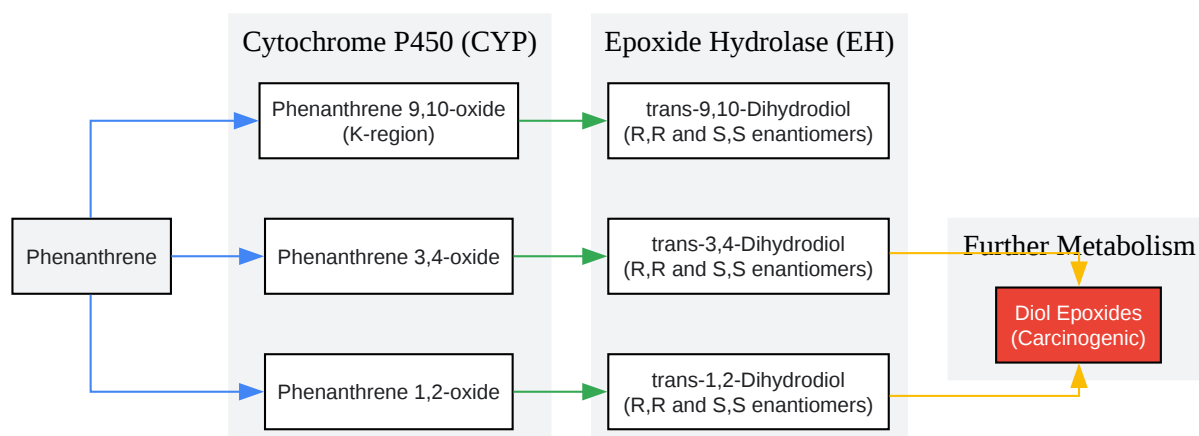 Cytochrome P450 (CYP)
Epoxide Hydrolase (EH)
Phenanthrene 9,10-oxide
(K-region)
trans-9,10-Dihydrodiol
(R,R and S,S enantiomers)
Phenanthrene
Phenanthrene 3,4-oxide
trans-3,4-Dihydrodiol
(R,R and S,S enantiomers)
Further Metabolism
Diol Epoxides
(Carcinogenic)
Phenanthrene 1,2-oxide
trans-1,2-Dihydrodiol
(R,R and S,S enantiomers)